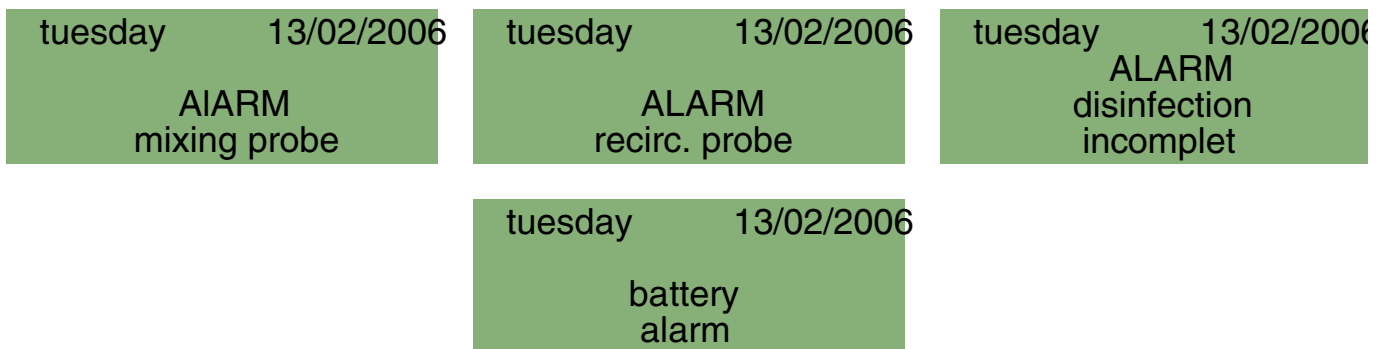 tuesday 13/02/2006
AlARM
mixing probe
tuesday 13/02/2006
ALARM
recirc. probe
tuesday 13/02/2006
ALARM
disinfection
incomplet
tuesday 13/02/2006
battery
alarm